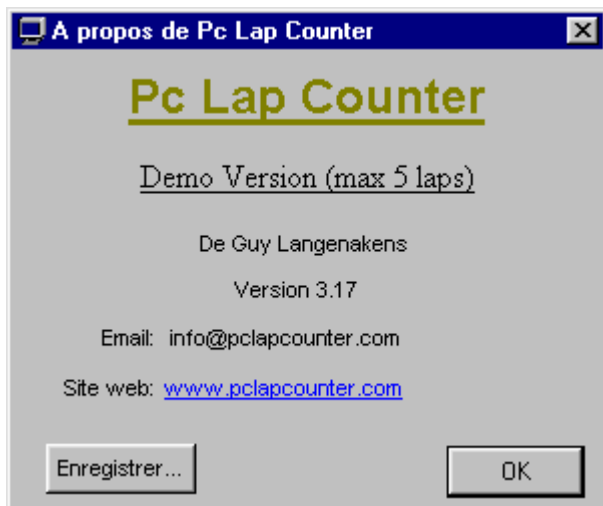 A propos de Pc Lap Counter
Pc Lap Counter
Demo Version (max 5 laps)
De Guy Langenakens
Version 3.17
Email: info@pclapcounter.com
Site web: www.pclapcounter.com
Enregistrer... OK